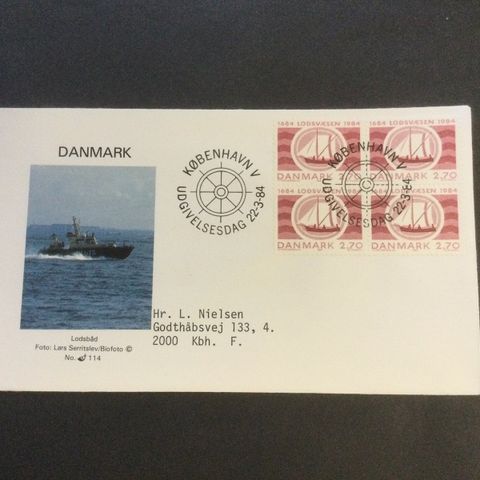 DANMARK
Lodsbåd
Foto: Lars Serritslev/Biofoto ©
No. 114
KØBENHAVN V
UDGIVELSESDAG 22-3-84
1684 LODSVÆSEN 1984
DANMARK 2.70
1684 LODSVÆSEN 1984
DANMARK 2.70
1684 LODSVÆSEN 1984
DANMARK 2.70
1684 LODSVÆSEN 1984
DANMARK 2.70
KØBENHAVN V
UDGIVELSESDAG 22-3-84
Hr. L. Nielsen
Godthåbsvej 133, 4.
2000 Kbh. F.